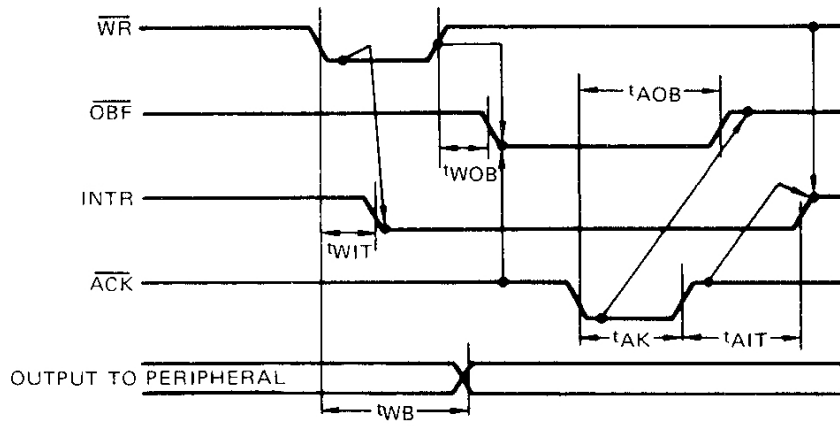 WR
OBF
tAOB
tWOB
INTR
tWIT
ACK
tAK
tAIT
OUTPUT TO PERIPHERAL
tWB